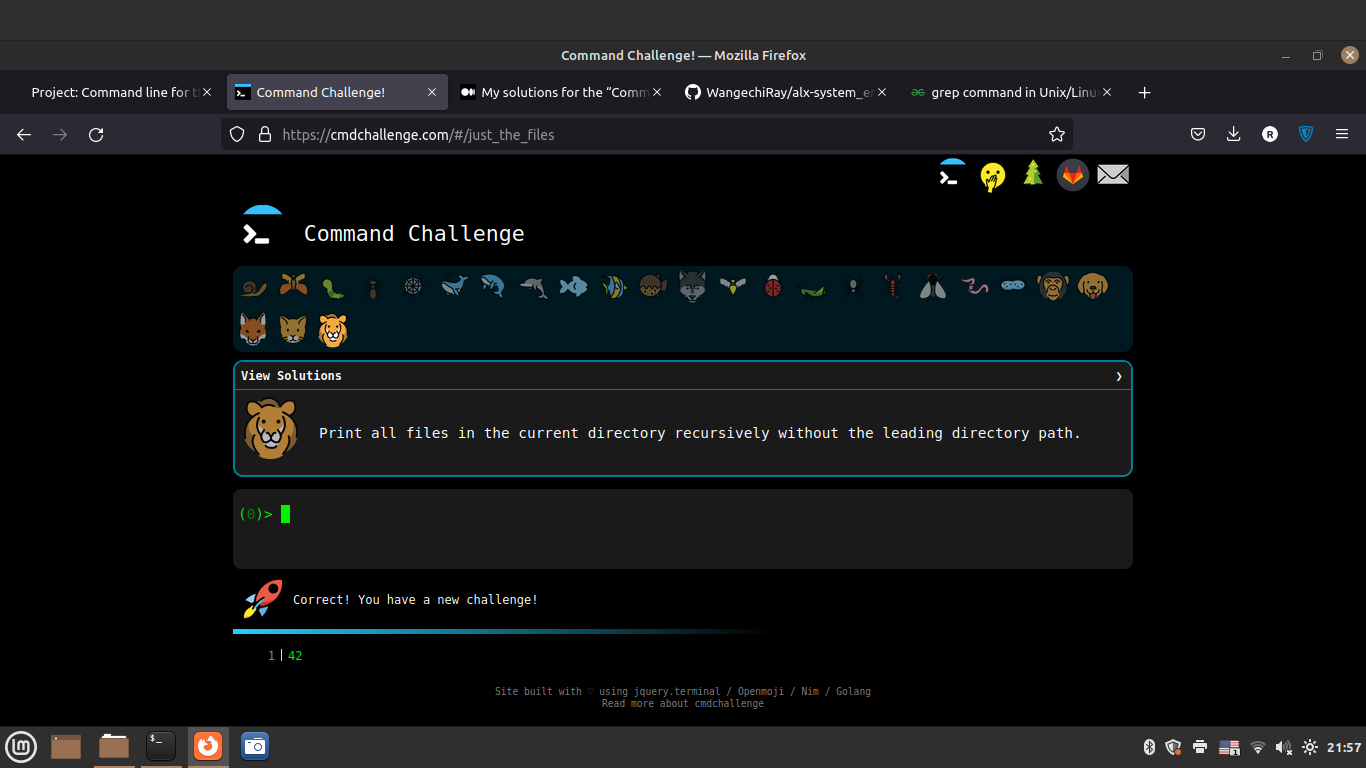 Command Challenge! — Mozilla Firefox
Project: Command line for t
Command Challenge!
My solutions for the “Comm
WangechiRay/alx-system_e
grep command in Unix/Linu
https://cmdchallenge.com/#/just_the_files
R
Command Challenge
View Solutions
Print all files in the current directory recursively without the leading directory path.
(0)>
Correct! You have a new challenge!
1
42
Site built with ♡ using jquery.terminal / Openmoji / Nim / Golang
Read more about cmdchallenge
$_
1
21:57